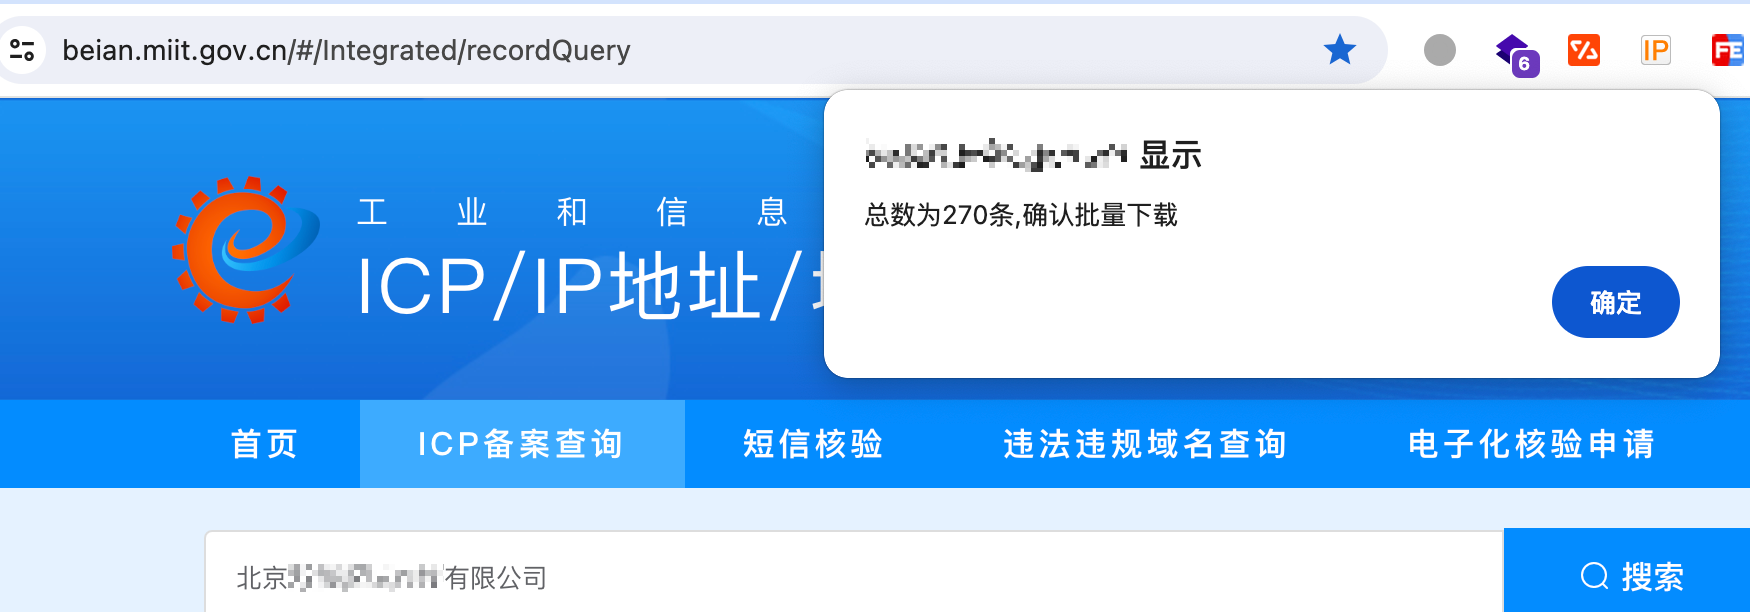 beian.miit.gov.cn/#/Integrated/recordQuery
6
IP
FE
显示
总数为270条,确认批量下载
确定
工业和信息
ICP/IP地址/
首页
ICP备案查询
短信核验
违法违规域名查询
电子化核验申请
北京
有限公司
搜索